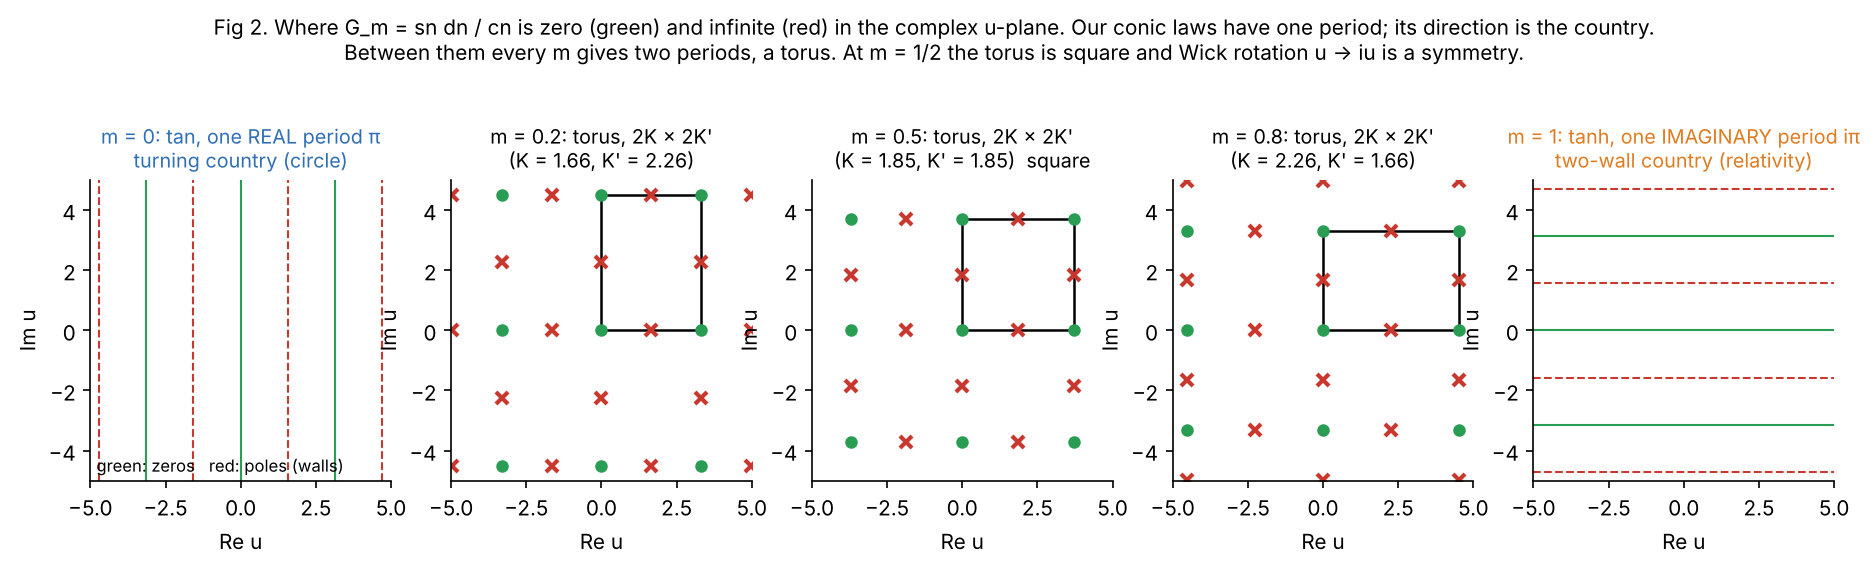 Fig 2. Where G_m = sn dn / cn is zero (green) and infinite (red) in the complex u-plane. Our conic laws have one period; its direction is the country.
Between them every m gives two periods, a torus. At m = 1/2 the torus is square and Wick rotation u → iu is a symmetry.
m = 0: tan, one REAL period π
turning country (circle)
Im u
4
2
0
−2
−4
green: zeros red: poles (walls)
−5.0 −2.5 0.0 2.5 5.0
Re u
m = 0.2: torus, 2K × 2K'
(K = 1.66, K' = 2.26)
Im u
4
2
0
−2
−4
−5.0 −2.5 0.0 2.5 5.0
Re u
m = 0.5: torus, 2K × 2K'
(K = 1.85, K' = 1.85) square
Im u
4
2
0
−2
−4
−5.0 −2.5 0.0 2.5 5.0
Re u
m = 0.8: torus, 2K × 2K'
(K = 2.26, K' = 1.66)
Im u
4
2
0
−2
−4
−5.0 −2.5 0.0 2.5 5.0
Re u
m = 1: tanh, one IMAGINARY period iπ
two-wall country (relativity)
Im u
4
2
0
−2
−4
−5.0 −2.5 0.0 2.5 5.0
Re u